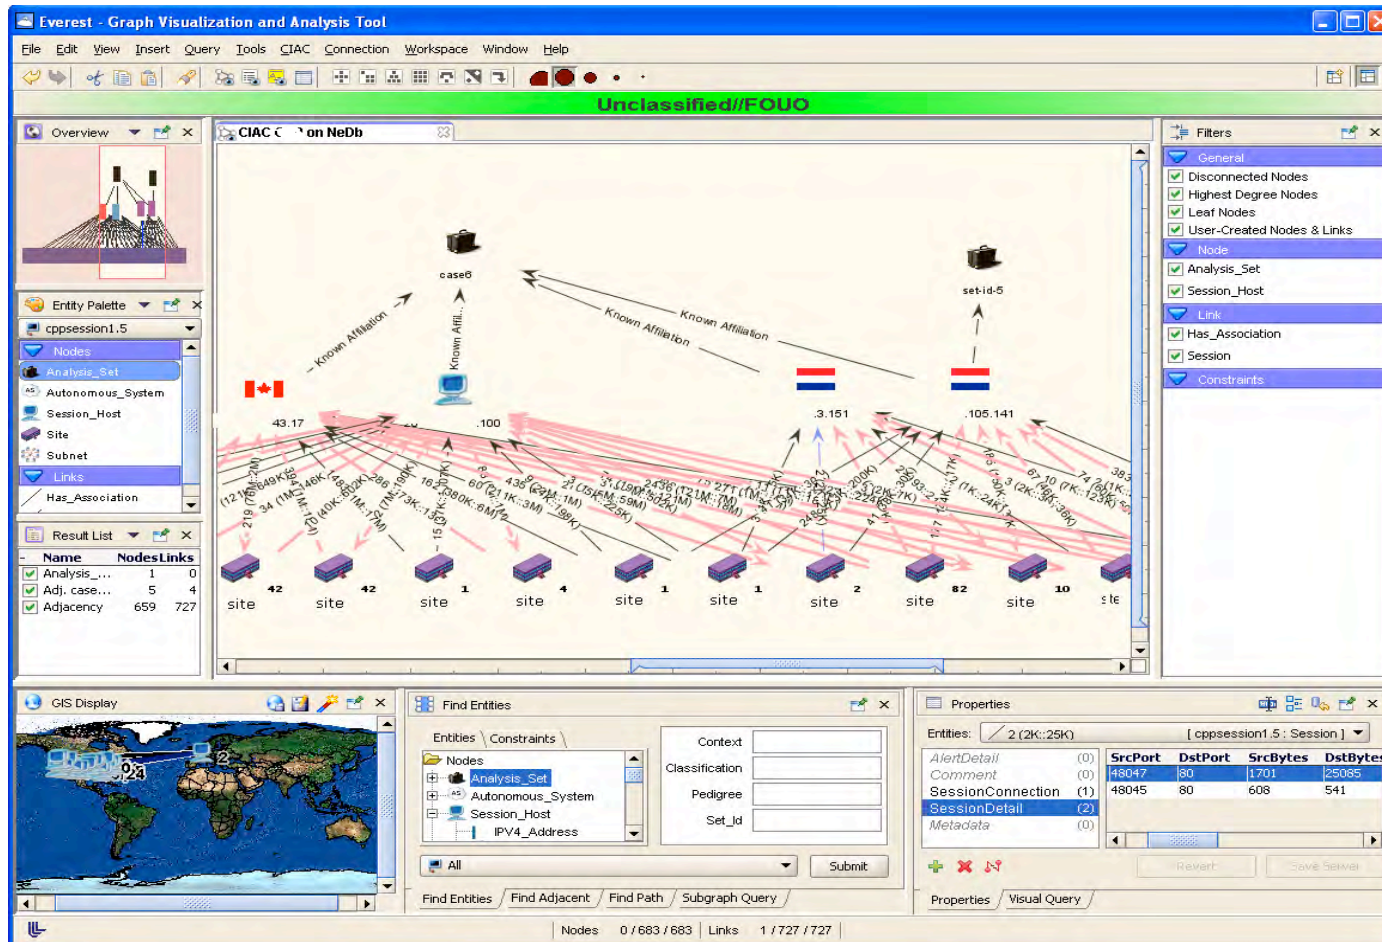 Everest - Graph Visualization and Analysis Tool
File Edit View Insert Query Tools CIAC Connection Workspace Window Help
Unclassified//FOUO
Overview
CIAC on NeDb
Filters
General
Disconnected Nodes
Highest Degree Nodes
Leaf Nodes
User-Created Nodes & Links
Node
Analysis_Set
Session_Host
Link
Has_Association
Session
Constraints
Entity Palette
cppsession1.5
Nodes
Analysis_Set
Autonomous_System
Session_Host
Site
Subnet
Links
Has_Association
Result List
- Name Nodes Links
Analysis_... 1 0
Adj. case... 5 4
Adjacency 659 727
case6
set-id-5
Known Affiliation
Known Affil...
Known Affiliation
Known Affiliation
43.17
.100
.3.151
.105.141
site 42
site 42
site 1
site 4
site 1
site 1
site 2
site 82
site 10
GIS Display
Find Entities
Entities Constraints
Nodes
Analysis_Set
Autonomous_System
Session_Host
IPV4_Address
Context
Classification
Pedigree
Set_Id
All
Submit
Find Entities Find Adjacent Find Path Subgraph Query
Properties
Entities: 2 (2K::25K) [ cppsession1.5 : Session ]
AlertDetail (0)
Comment (0)
SessionConnection (1)
SessionDetail (2)
Metadata (0)
SrcPort DstPort SrcBytes DstBytes
48047 80 1701 25085
48045 80 608 541
Revert Save Server
Properties Visual Query
Nodes 0 / 683 / 683 Links 1 / 727 / 727